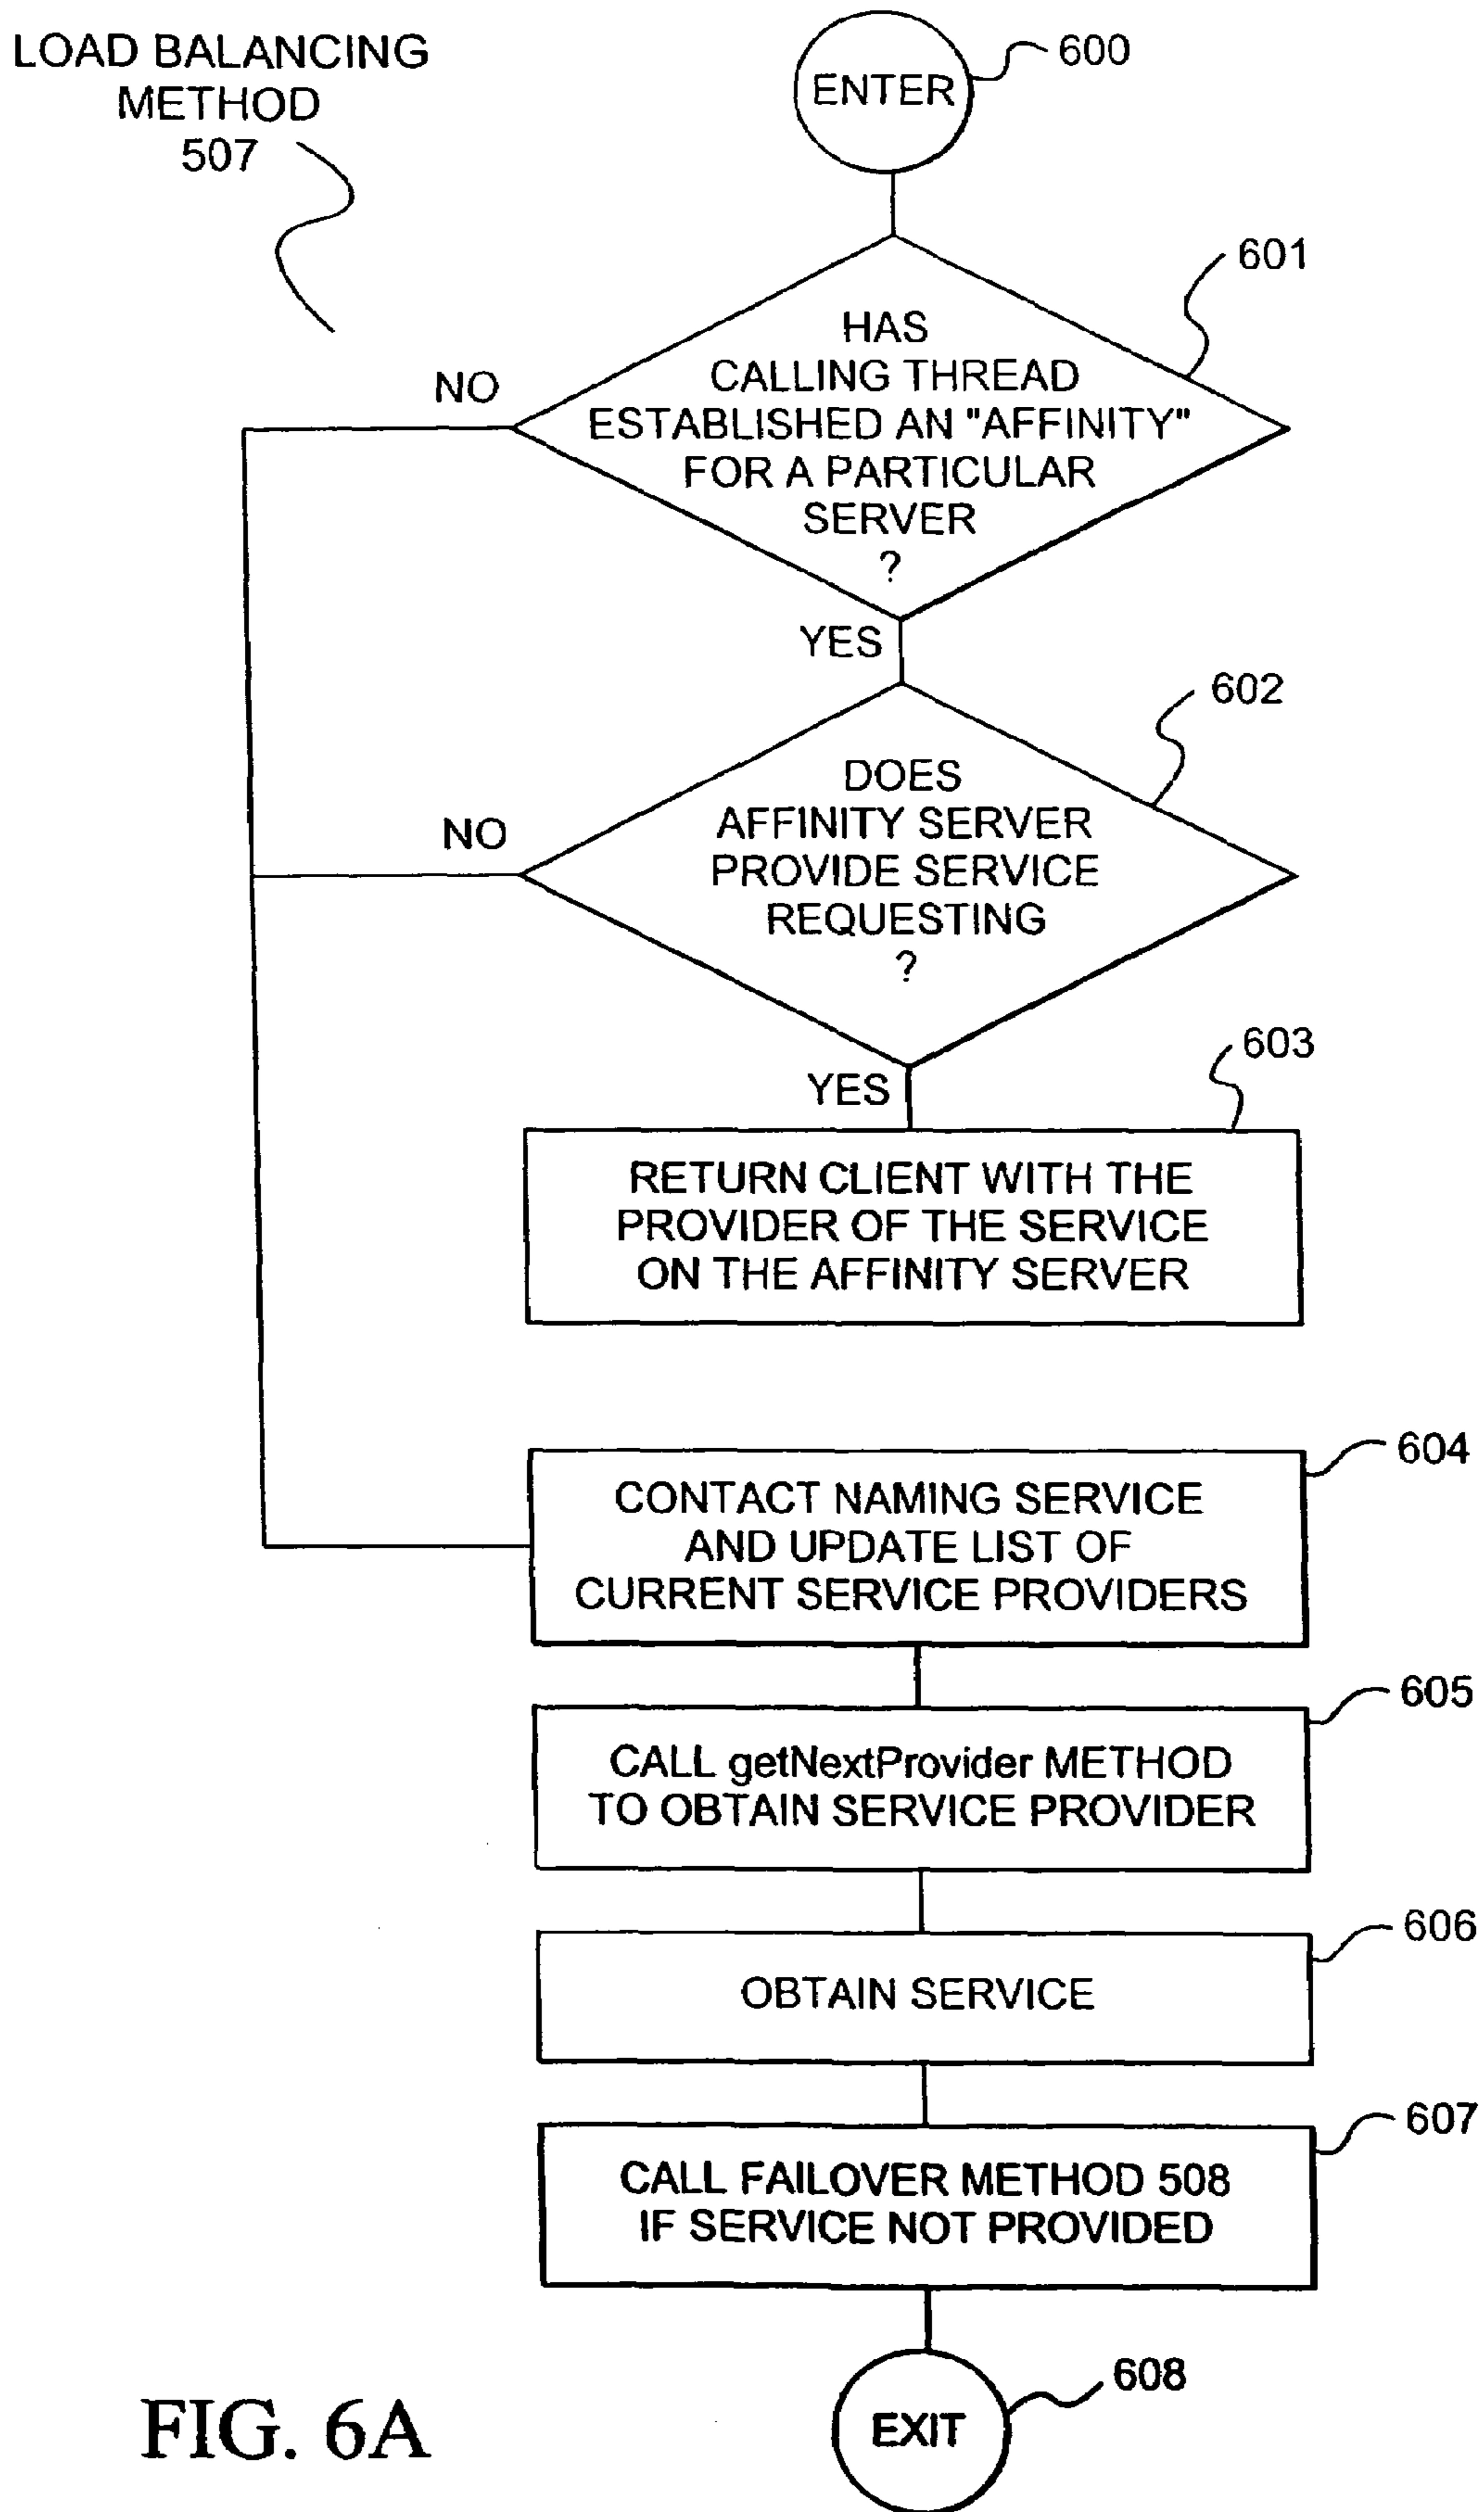 LOAD BALANCING
METHOD
507
ENTER
600
601
HAS
CALLING THREAD
ESTABLISHED AN "AFFINITY"
FOR A PARTICULAR
SERVER
?
NO
YES
602
DOES
AFFINITY SERVER
PROVIDE SERVICE
REQUESTING
?
NO
YES
603
RETURN CLIENT WITH THE
PROVIDER OF THE SERVICE
ON THE AFFINITY SERVER
604
CONTACT NAMING SERVICE
AND UPDATE LIST OF
CURRENT SERVICE PROVIDERS
605
CALL getNextProvider METHOD
TO OBTAIN SERVICE PROVIDER
606
OBTAIN SERVICE
607
CALL FAILOVER METHOD 508
IF SERVICE NOT PROVIDED
608
EXIT
FIG. 6A